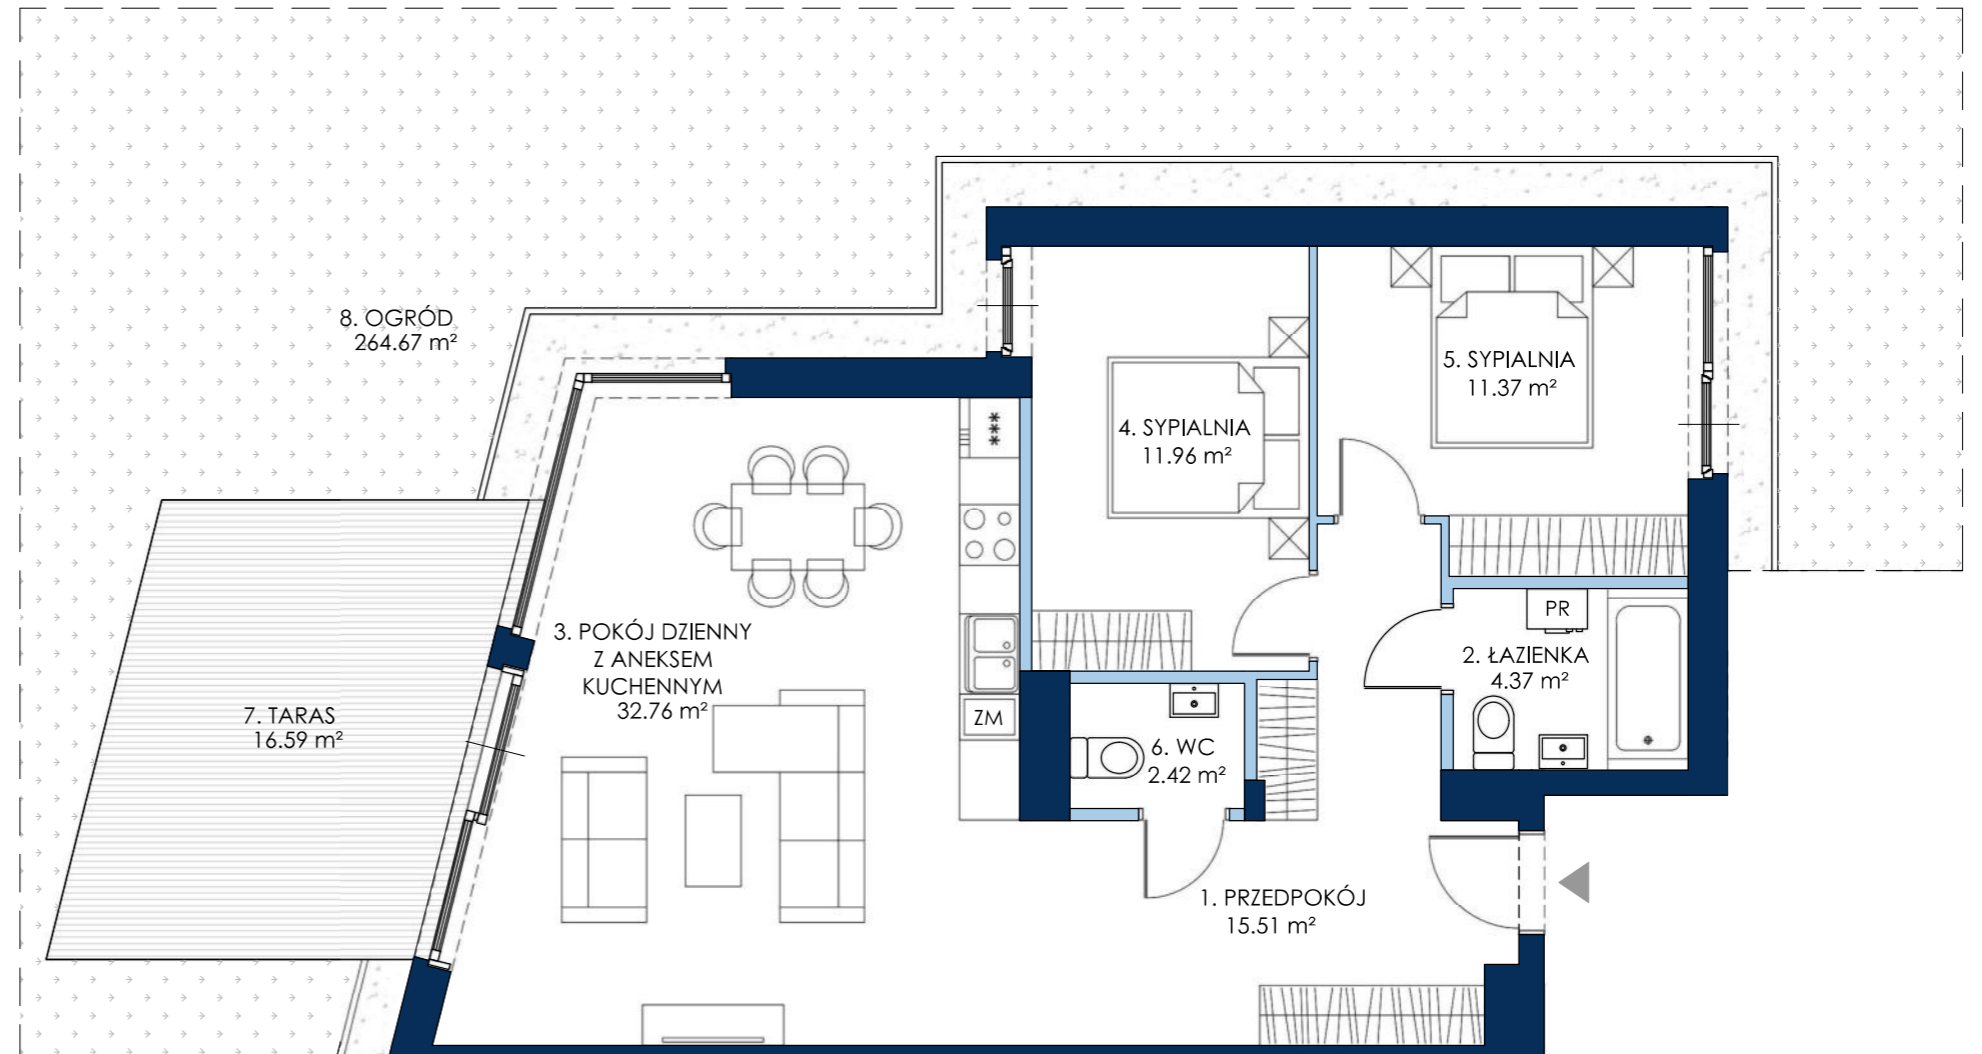 8. OGRÓD
264.67 m²
5. SYPIALNIA
11.37 m²
4. SYPIALNIA
11.96 m²
***
3. POKÓJ DZIENNY
Z ANEKSEM
KUCHENNYM
32.76 m²
PR
2. ŁAZIENKA
4.37 m²
7. TARAS
16.59 m²
ZM
6. WC
2.42 m²
1. PRZEDPOKÓJ
15.51 m²